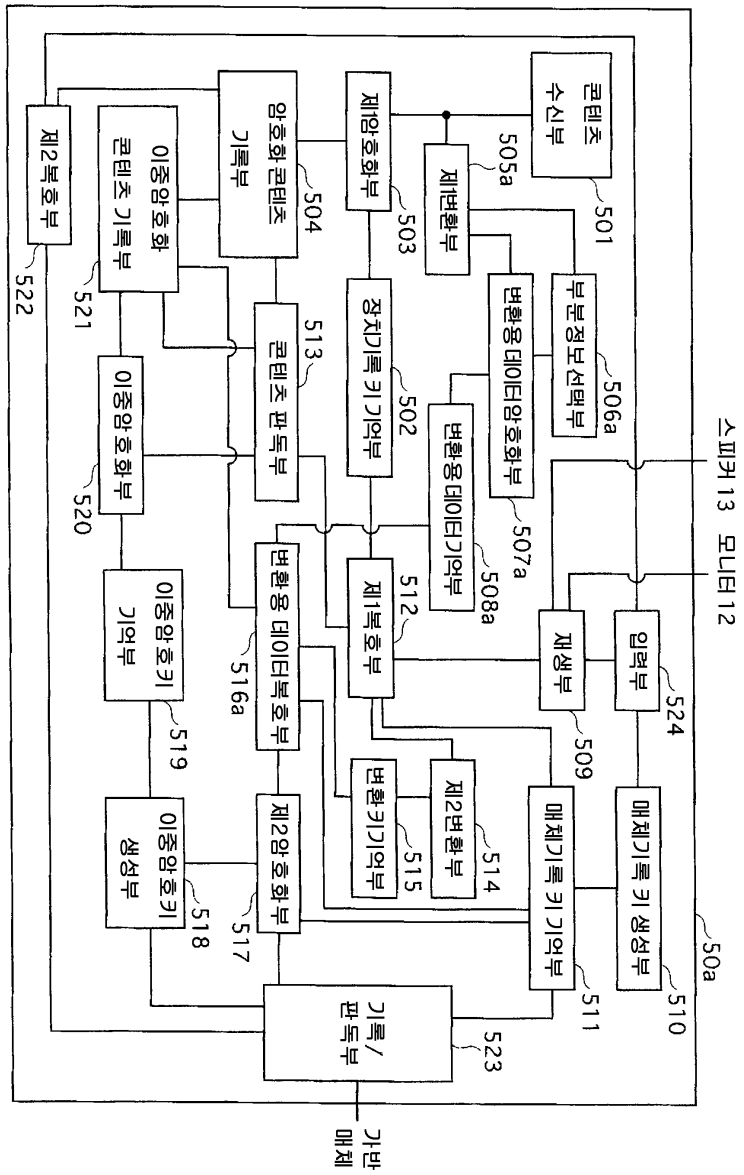 콘텐츠
수신부
501
505a
제1변환부
부분정보 선택부
506a
제1암호화부
503
변환용 데이터암호화부
507a
암호화 콘텐츠
기록부
504
장치기록 키 기억부
502
변환용 데이터기억부
508a
이중암호화
콘텐츠 기록부
521
콘텐츠 판독부
513
제2복호부
522
이중암호화부
520
스피커 13
모니터 12
입력부
524
재생부
509
제1복호부
512
변환용 데이터복호부
516a
이중암호키
기억부
519
50a
매체기록 키 생성부
510
매체기록 키 기억부
511
제2변환부
514
변환 키기억부
515
제2암호화부
517
이중암호키
생성부
518
기록/
판독부
523
가반
매체